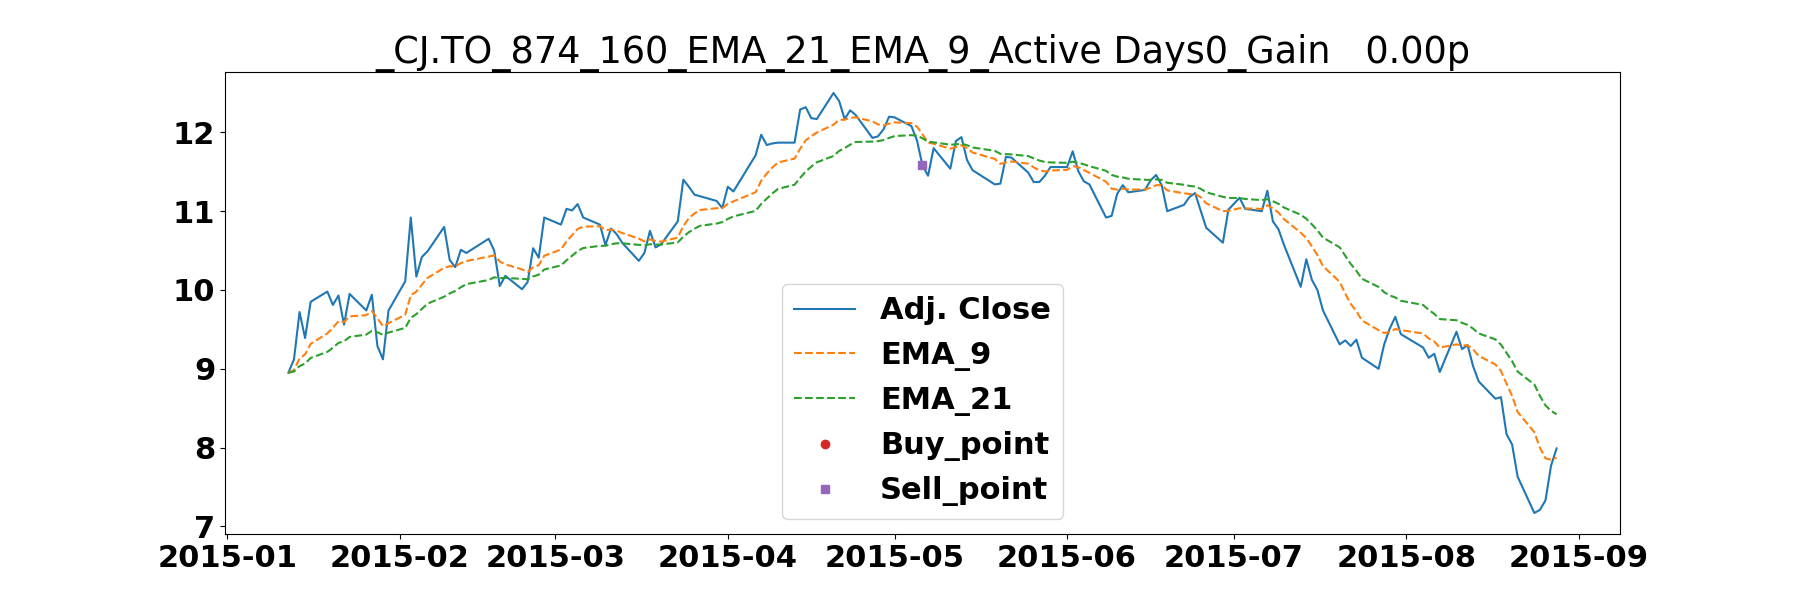 _CJ.TO_874_160_EMA_21_EMA_9_Active Days0_Gain   0.00p
12
11
10
9
8
7
Adj. Close
EMA_9
EMA_21
Buy_point
Sell_point
2015-01 2015-02 2015-03 2015-04 2015-05 2015-06 2015-07 2015-08 2015-09